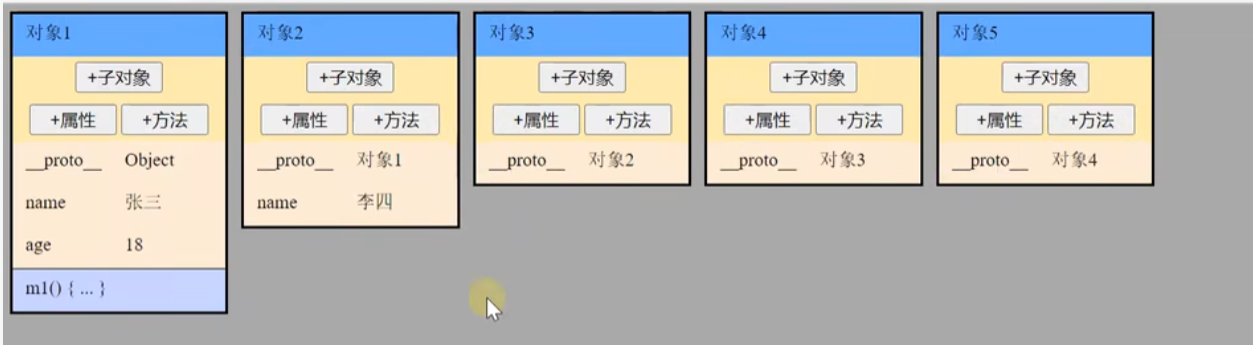 对象1
+子对象
+属性 +方法
__proto__ Object
name 张三
age 18
m1() { ... }
对象2
+子对象
+属性 +方法
__proto__ 对象1
name 李四
对象3
+子对象
+属性 +方法
__proto__ 对象2
对象4
+子对象
+属性 +方法
__proto__ 对象3
对象5
+子对象
+属性 +方法
__proto__ 对象4